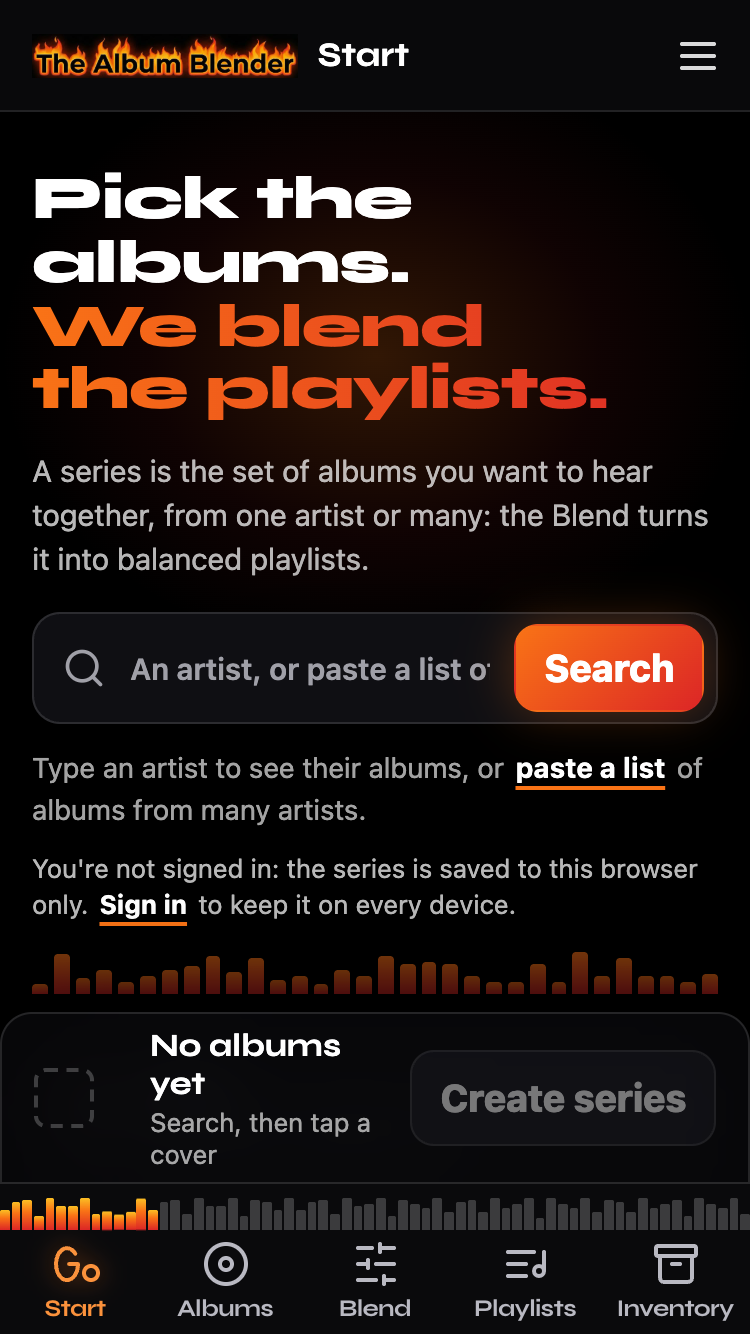 The Album Blender Start
Pick the
albums.
We blend
the playlists.
A series is the set of albums you want to hear
together, from one artist or many: the Blend turns
it into balanced playlists.
An artist, or paste a list o
Search
Type an artist to see their albums, or paste a list of
albums from many artists.
You're not signed in: the series is saved to this browser
only. Sign in to keep it on every device.
No albums
yet
Search, then tap a
cover
Create series
Go
Start
Albums
Blend
Playlists
Inventory